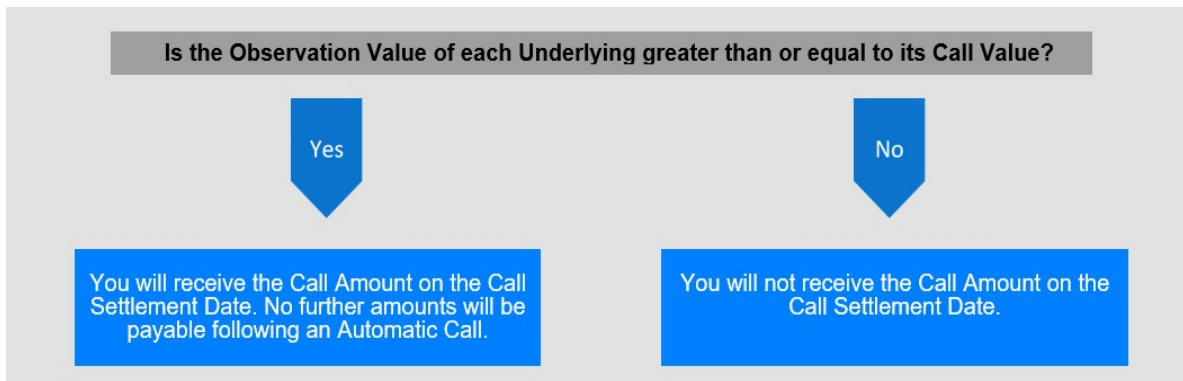 Is the Observation Value of each Underlying greater than or equal to its Call Value?
Yes
No
You will receive the Call Amount on the Call
Settlement Date. No further amounts will be
payable following an Automatic Call.
You will not receive the Call Amount on the
Call Settlement Date.